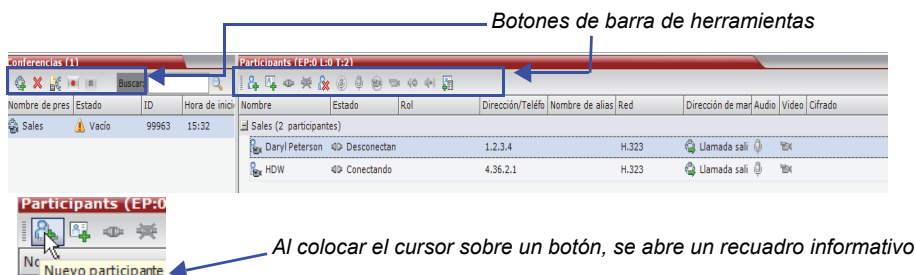 Botones de barra de herramientas
Conferencias (1)
Participants (EP:0 L:0 T:2)
Buscar:
Nombre de pres Estado ID Hora de inicio
Nombre Estado Rol Dirección/Teléfo Nombre de alias Red Dirección de mar Audio Video Cifrado
Sales Vacío 99963 15:32
Sales (2 participantes)
Daryl Peterson Desconectan 1.2.3.4 H.323 Llamada sali
HDW Conectando 4.36.2.1 H.323 Llamada sali
Participants (EP:0
Al colocar el cursor sobre un botón, se abre un recuadro informativo
No
Nuevo participante